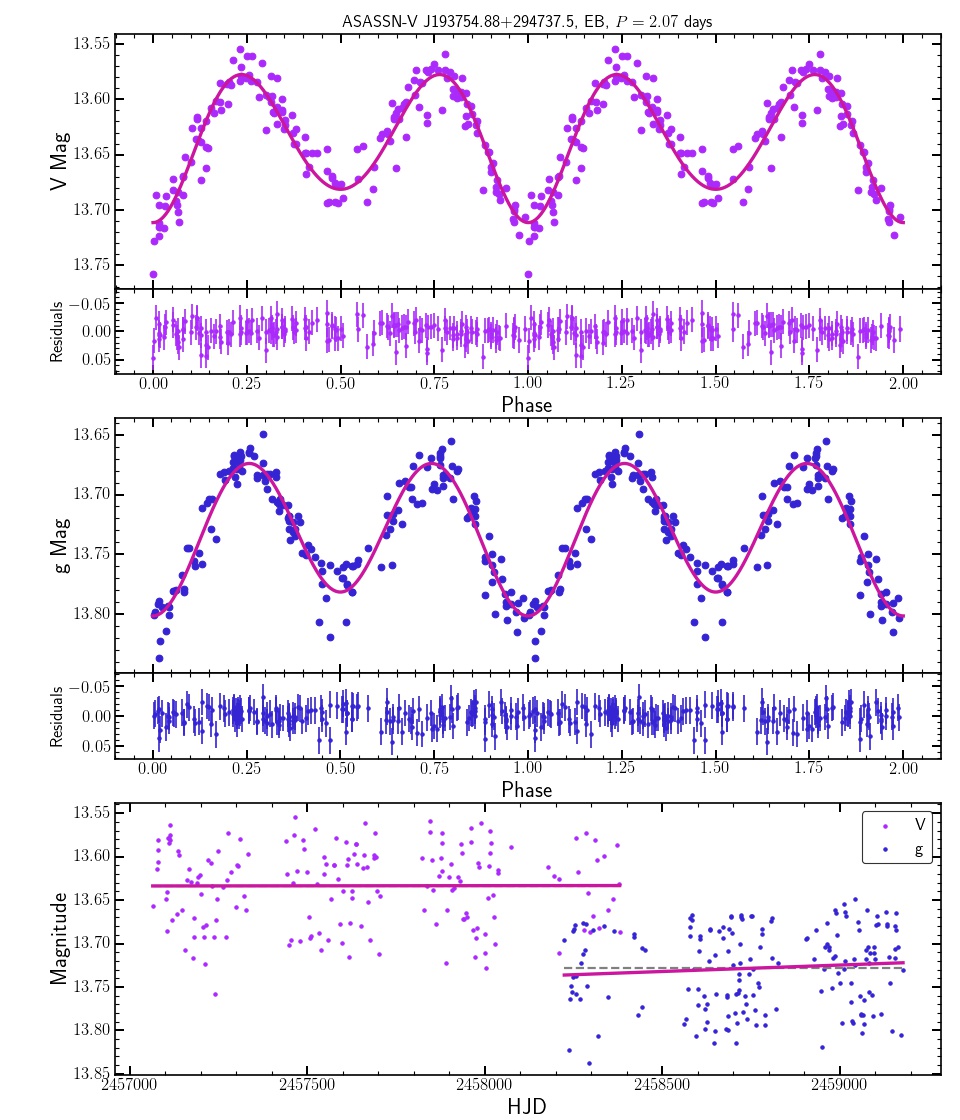 ASASSN-V J193754.88+294737.5, EB, P = 2.07 days
13.55
13.60
13.65
13.70
13.75
V Mag
−0.05
0.00
0.05
Residuals
0.00 0.25 0.50 0.75 1.00 1.25 1.50 1.75 2.00
Phase
13.65
13.70
13.75
13.80
g Mag
−0.05
0.00
0.05
Residuals
0.00 0.25 0.50 0.75 1.00 1.25 1.50 1.75 2.00
Phase
13.55
13.60
13.65
13.70
13.75
13.80
13.85
Magnitude
V
g
2457000 2457500 2458000 2458500 2459000
HJD